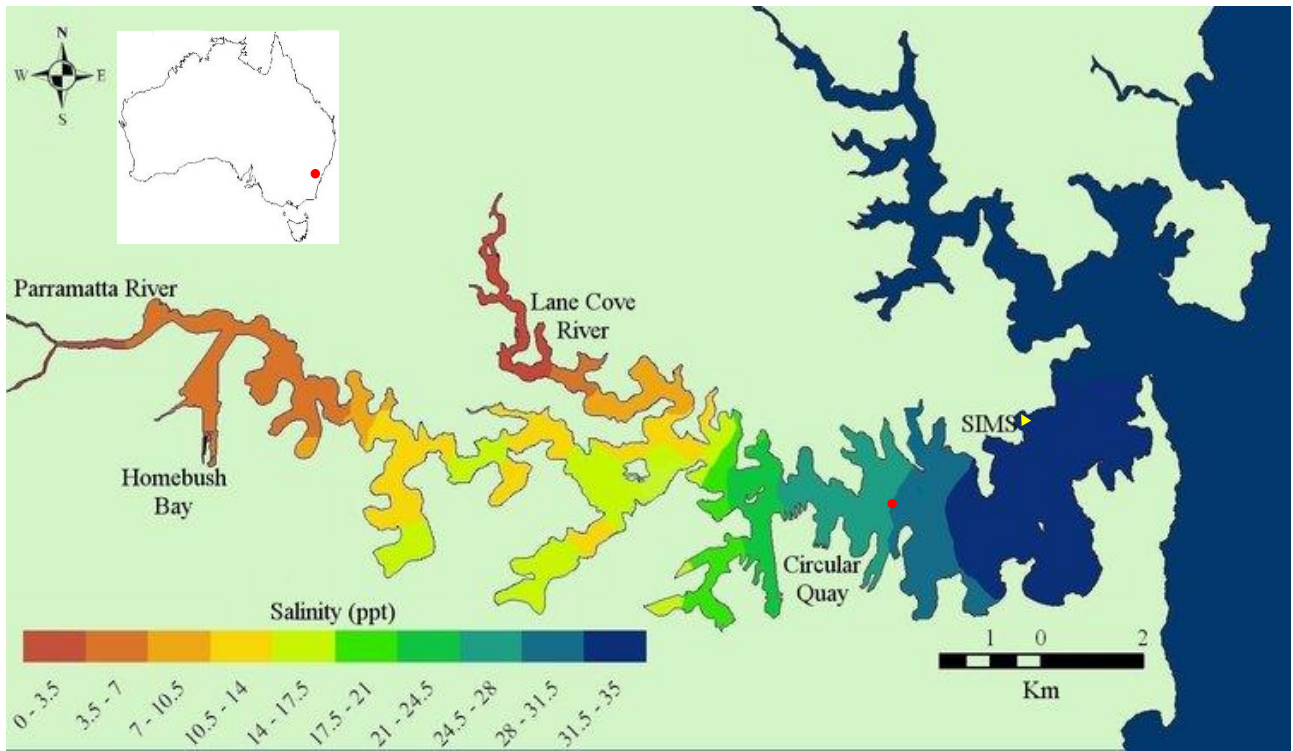 N
W E
S
Parramatta River
Lane Cove
River
Homebush
Bay
SIMS
Circular
Quay
Salinity (ppt)
0 - 3.5
3.5 - 7
7 - 10.5
10.5 - 14
14 - 17.5
17.5 - 21
21 - 24.5
24.5 - 28
28 - 31.5
31.5 - 35
1 0 2
Km